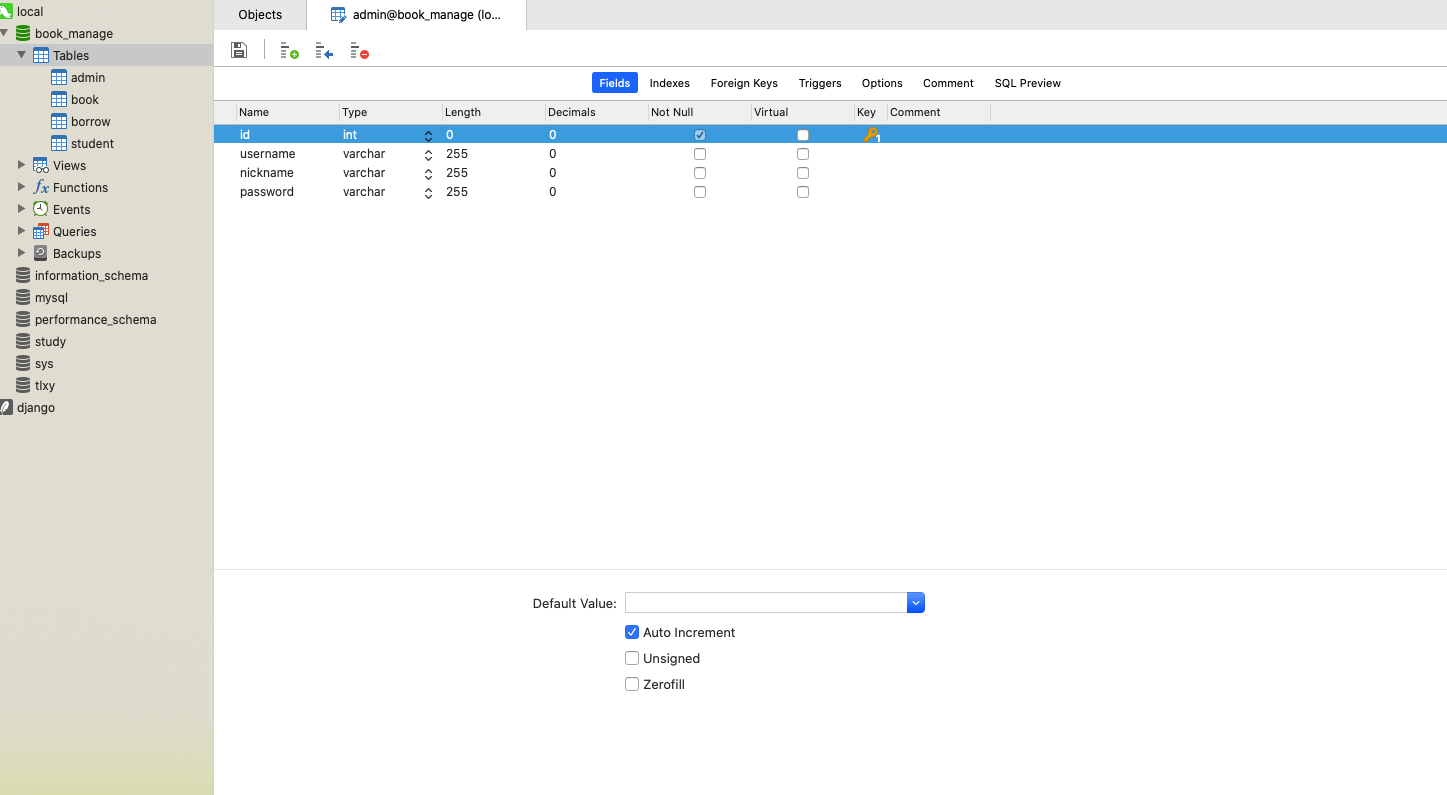 local
book_manage
Tables
admin
book
borrow
student
Views
fx Functions
Events
Queries
Backups
information_schema
mysql
performance_schema
study
sys
tlxy
django
Objects admin@book_manage (lo...
Fields Indexes Foreign Keys Triggers Options Comment SQL Preview
Name Type Length Decimals Not Null Virtual Key Comment
id int 0 0 1
username varchar 255 0
nickname varchar 255 0
password varchar 255 0
Default Value:
Auto Increment
Unsigned
Zerofill